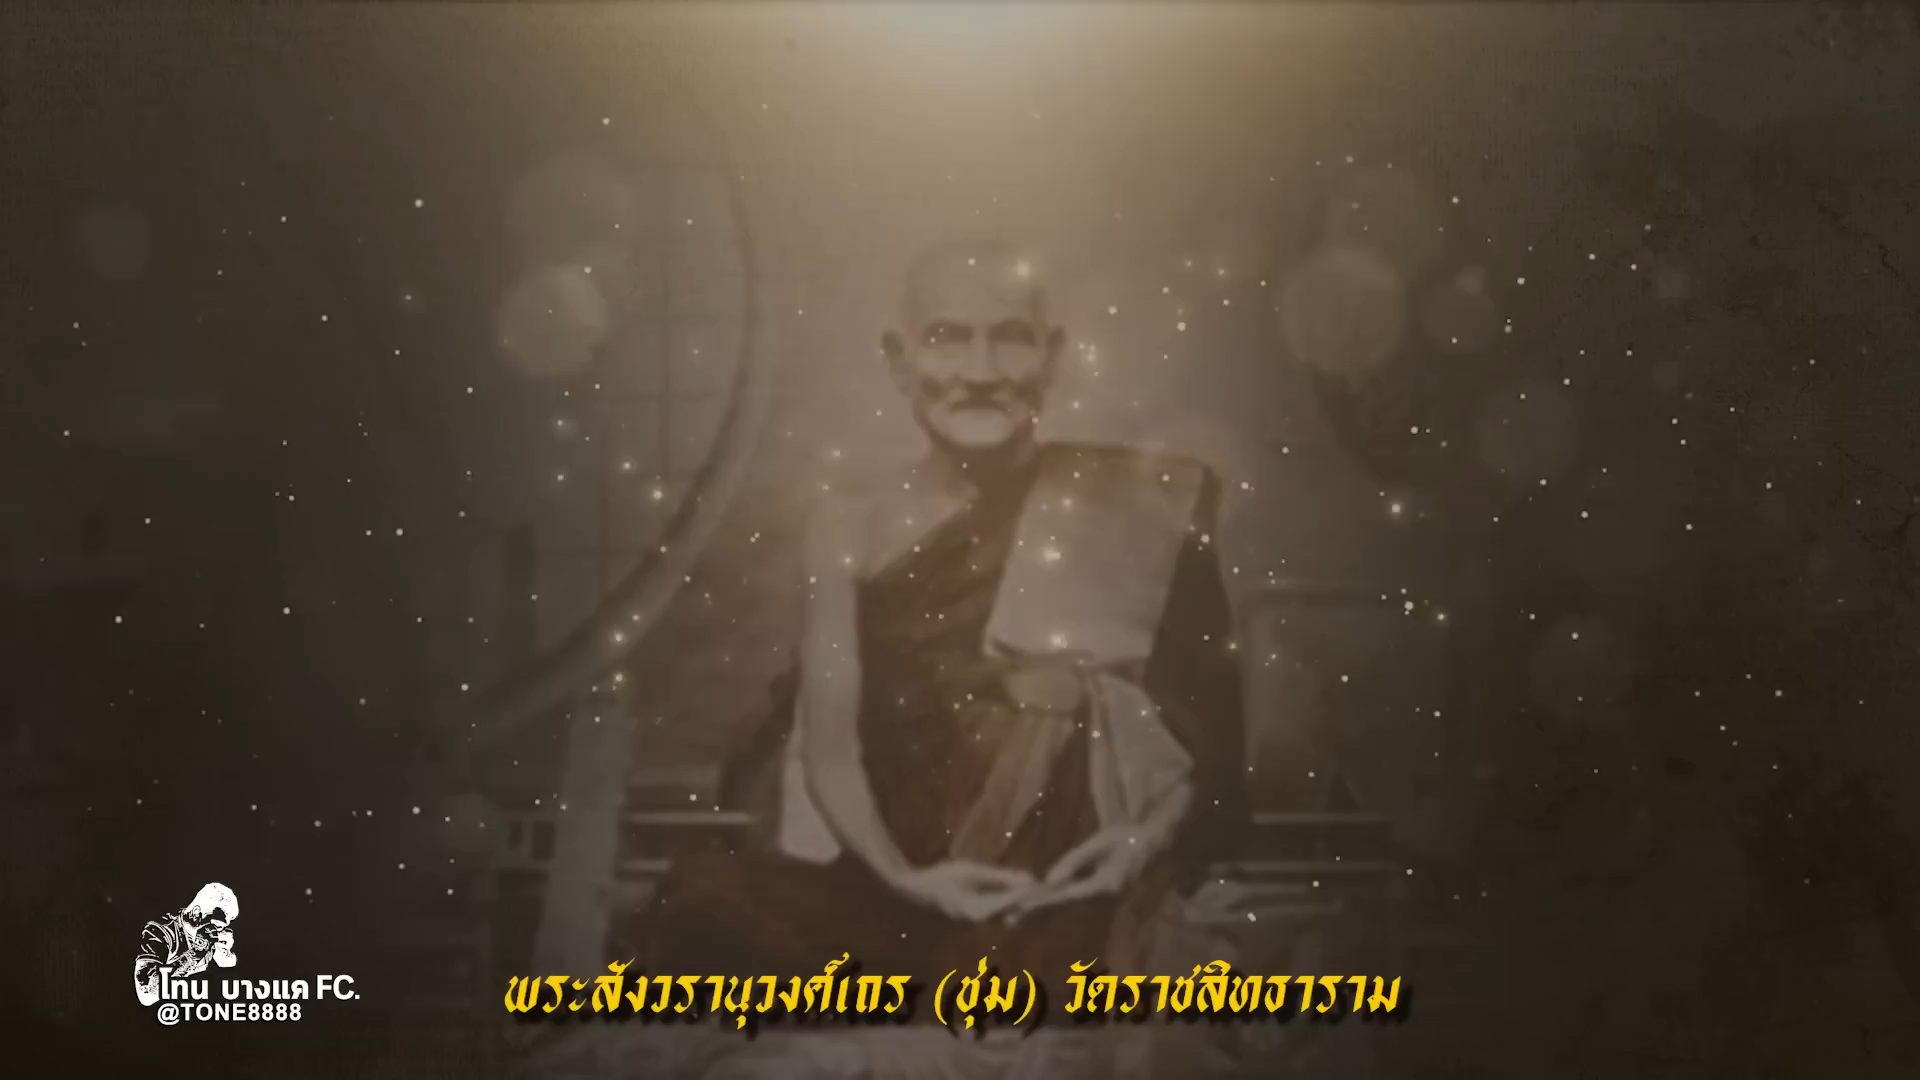 โทน บางแค FC.
@TONE8888
พระสังวรานุวงศ์เถร (ชุ่ม) วัดราชสิทธาราม